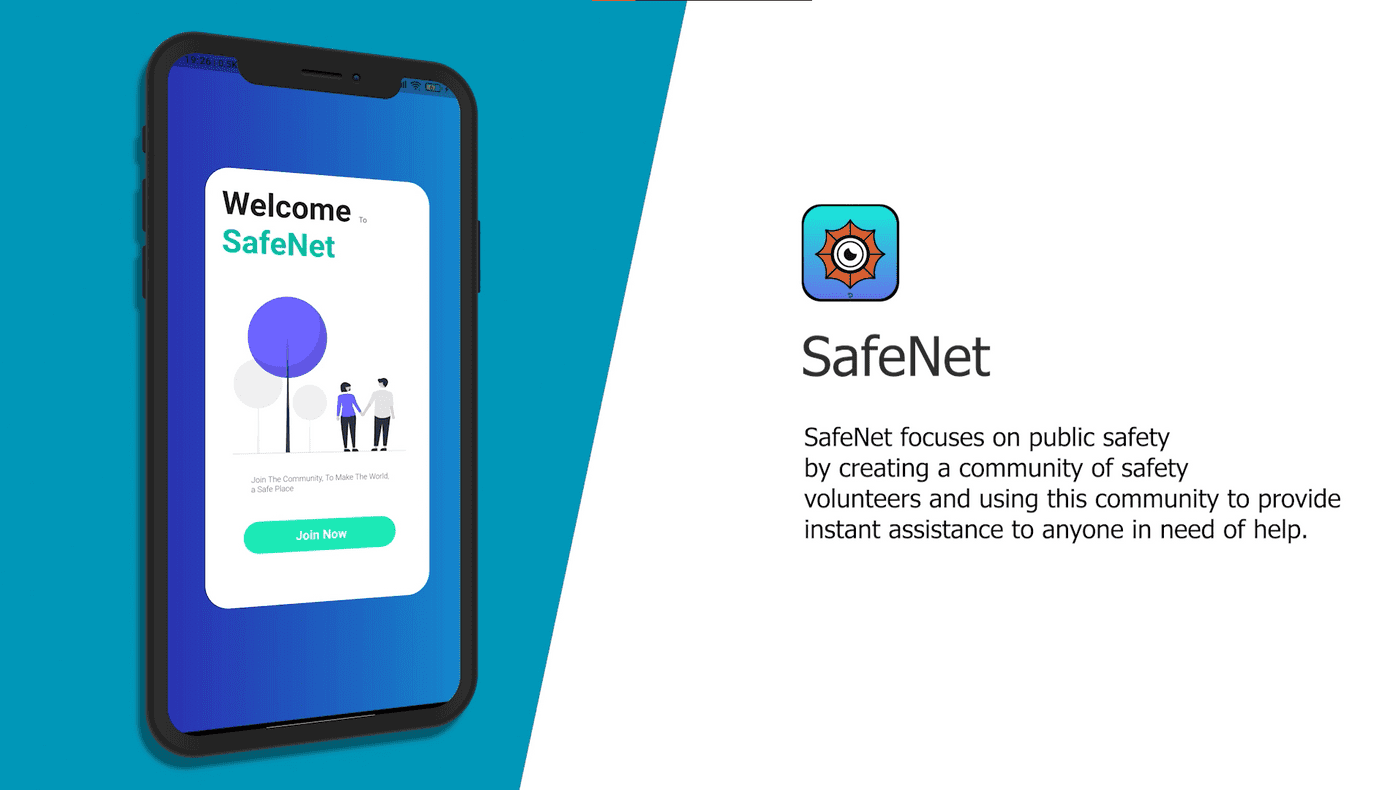 Welcome To
SafeNet
Join The Community, To Make The World,
a Safe Place
Join Now
SafeNet
SafeNet focuses on public safety
by creating a community of safety
volunteers and using this community to provide
instant assistance to anyone in need of help.